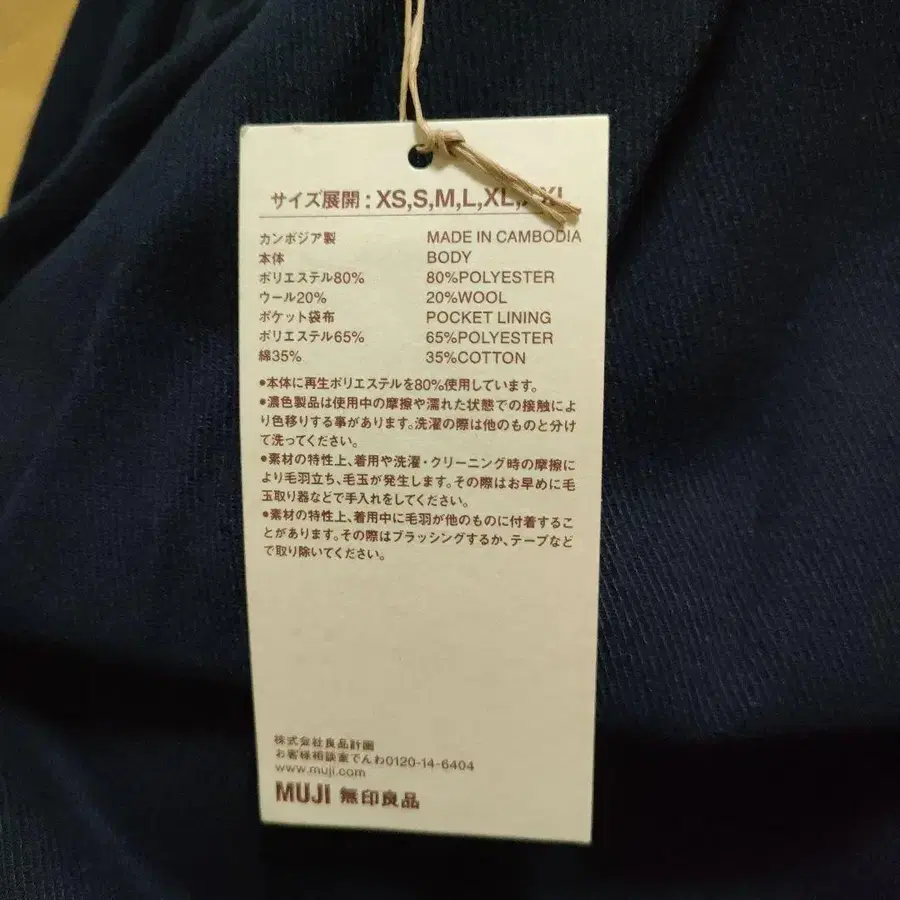 サイズ展開 : XS,S,M,L,XL,
カンボジア製 MADE IN CAMBODIA
本体 BODY
ポリエステル80% 80%POLYESTER
ウール20% 20%WOOL
ポケット袋布 POCKET LINING
ポリエステル65% 65%POLYESTER
綿35% 35%COTTON
●本体に再生ポリエステルを80%使用しています。
●濃色製品は使用中の摩擦や濡れた状態での接触によ
り色移りする事があります。洗濯の際は他のものと分け
て洗ってください。
●素材の特性上、着用や洗濯・クリーニング時の摩擦に
より毛羽立ち、毛玉が発生します。その際はお早めに毛
玉取り器などで手入れをしてください。
●素材の特性上、着用中に毛羽が他のものに付着するこ
とがあります。その際はブラッシングするか、テープなど
で取り除いてください。
株式会社良品計画
お客様相談室でんわ0120-14-6404
www.muji.com
MUJI 無印良品